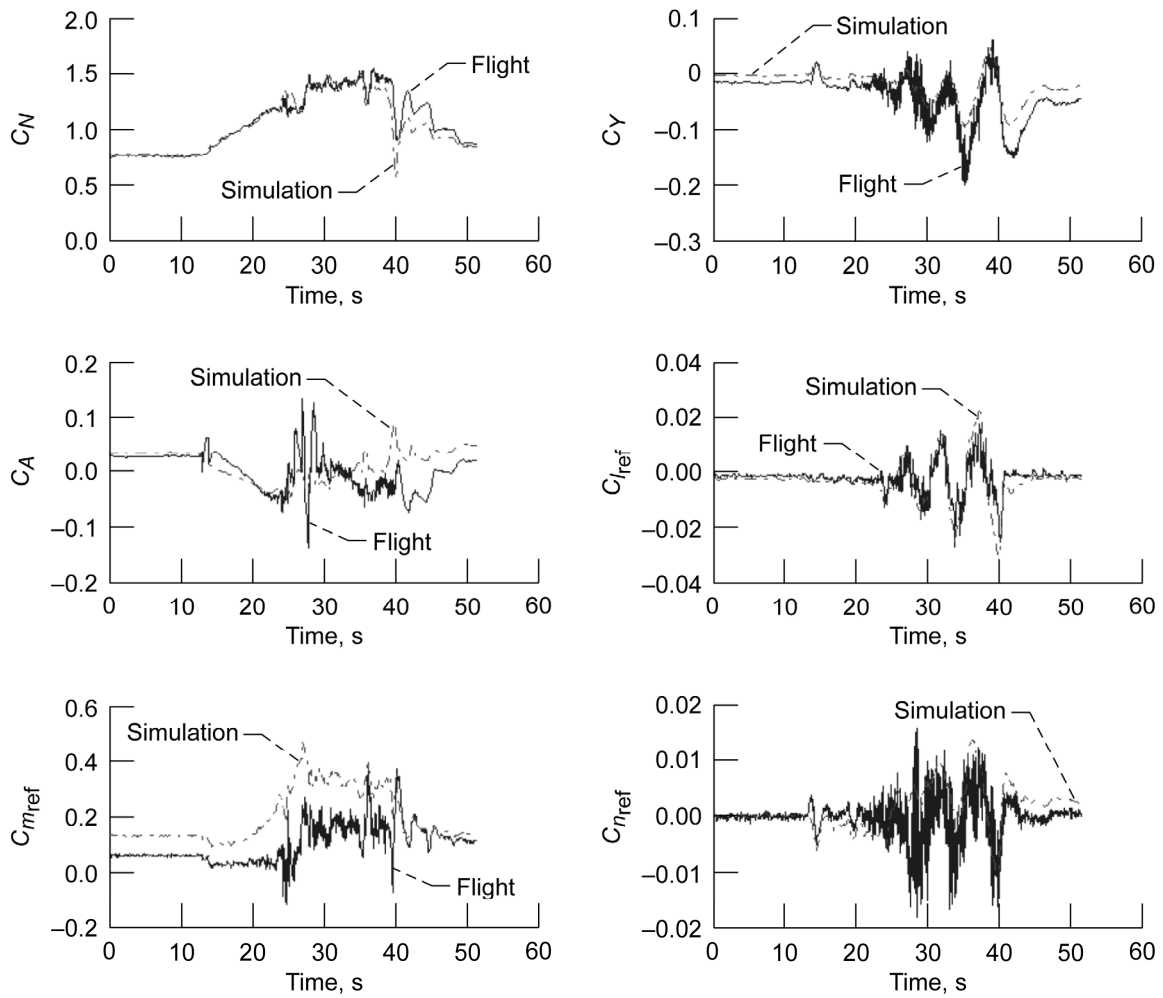 2.0
1.5
1.0
0.5
0.0
C_N
Flight
Simulation
0 10 20 30 40 50 60
Time, s
0.1
0
–0.1
–0.2
–0.3
C_Y
Simulation
Flight
0 10 20 30 40 50 60
Time, s
0.2
0.1
0.0
–0.1
–0.2
C_A
Simulation
Flight
0 10 20 30 40 50 60
Time, s
0.04
0.02
0.00
–0.02
–0.04
C_l_ref
Simulation
Flight
0 10 20 30 40 50 60
Time, s
0.6
0.4
0.2
0.0
–0.2
C_m_ref
Simulation
Flight
0 10 20 30 40 50 60
Time, s
0.02
0.01
0.00
–0.01
–0.02
C_n_ref
Simulation
0 10 20 30 40 50 60
Time, s